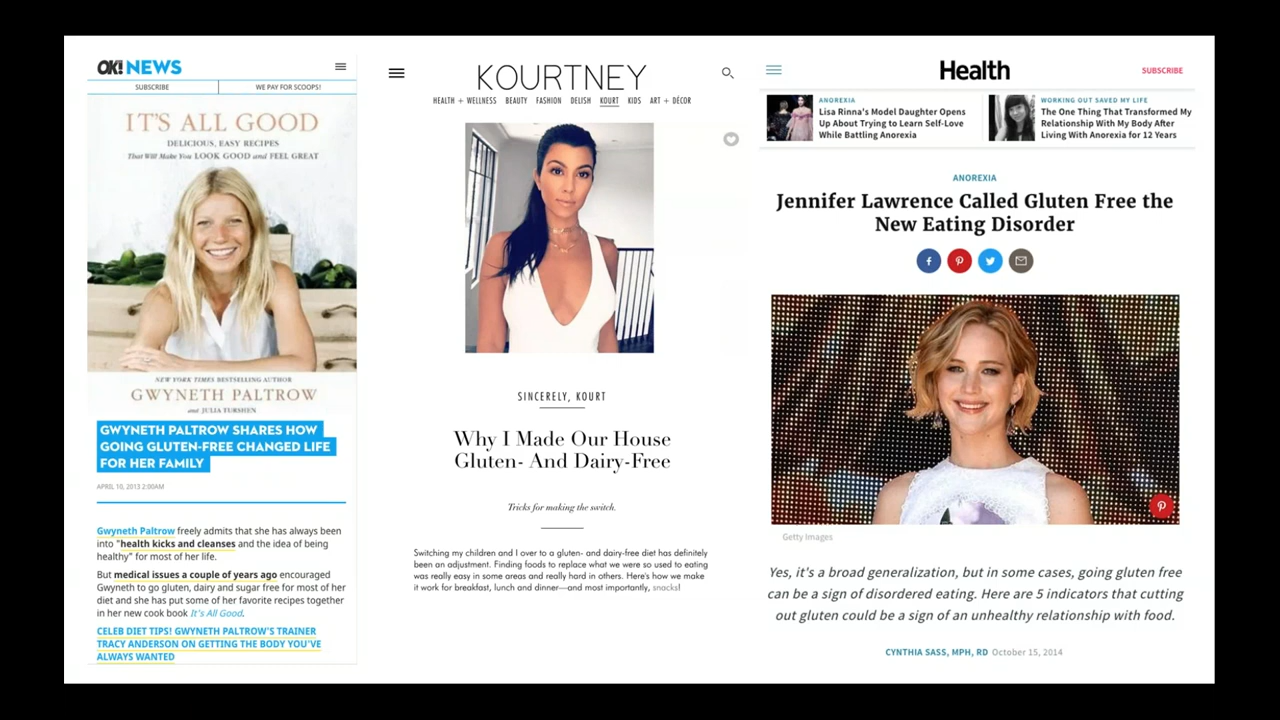 OK! NEWS
SUBSCRIBE
WE PAY FOR SCOOPS!
IT'S ALL GOOD
DELICIOUS, EASY RECIPES
That Will Make You LOOK GOOD and FEEL GREAT
NEW YORK TIMES BESTSELLING AUTHOR
GWYNETH PALTROW
and JULIA TURSHEN
GWYNETH PALTROW SHARES HOW
GOING GLUTEN-FREE CHANGED LIFE
FOR HER FAMILY
APRIL 10, 2013 2:00AM
Gwyneth Paltrow freely admits that she has always been
into "health kicks and cleanses and the idea of being
healthy" for most of her life.
But medical issues a couple of years ago encouraged
Gwyneth to go gluten, dairy and sugar free for most of her
diet and she has put some of her favorite recipes together
in her new cook book It's All Good.
CELEB DIET TIPS! GWYNETH PALTROW'S TRAINER
TRACY ANDERSON ON GETTING THE BODY YOU'VE
ALWAYS WANTED
KOURTNEY
HEALTH + WELLNESS BEAUTY FASHION DELISH KOURT KIDS ART + DÉCOR
SINCERELY, KOURT
Why I Made Our House
Gluten- And Dairy-Free
Tricks for making the switch.
Switching my children and I over to a gluten- and dairy-free diet has definitely
been an adjustment. Finding foods to replace what we were so used to eating
was really easy in some areas and really hard in others. Here's how we make
it work for breakfast, lunch and dinner—and most importantly, snacks!
Health
SUBSCRIBE
ANOREXIA
Lisa Rinna's Model Daughter Opens
Up About Trying to Learn Self-Love
While Battling Anorexia
WORKING OUT SAVED MY LIFE
The One Thing That Transformed My
Relationship With My Body After
Living With Anorexia for 12 Years
ANOREXIA
Jennifer Lawrence Called Gluten Free the
New Eating Disorder
Getty Images
Yes, it's a broad generalization, but in some cases, going gluten free
can be a sign of disordered eating. Here are 5 indicators that cutting
out gluten could be a sign of an unhealthy relationship with food.
CYNTHIA SASS, MPH, RD October 15, 2014